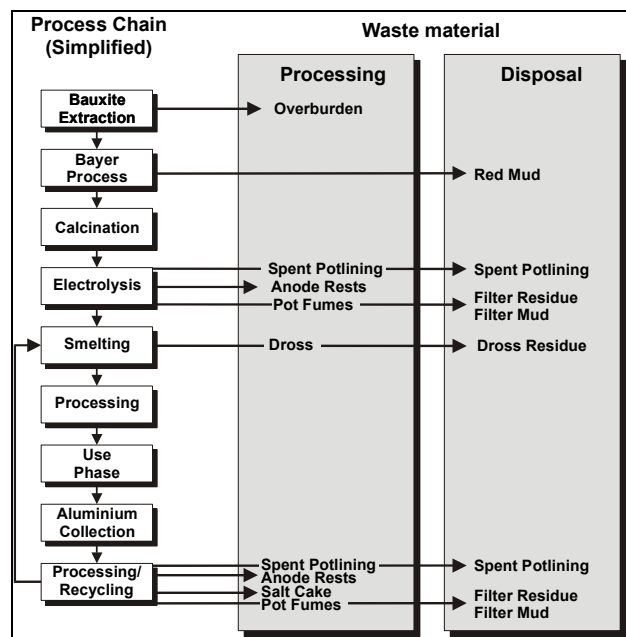 Process Chain
(Simplified)
Waste material
Processing
Disposal
Bauxite
Extraction
Overburden
Bayer
Process
Red Mud
Calcination
Electrolysis
Spent Potlining
Spent Potlining
Anode Rests
Pot Fumes
Filter Residue
Filter Mud
Smelting
Dross
Dross Residue
Processing
Use
Phase
Aluminium
Collection
Processing/
Recycling
Spent Potlining
Spent Potlining
Anode Rests
Salt Cake
Pot Fumes
Filter Residue
Filter Mud